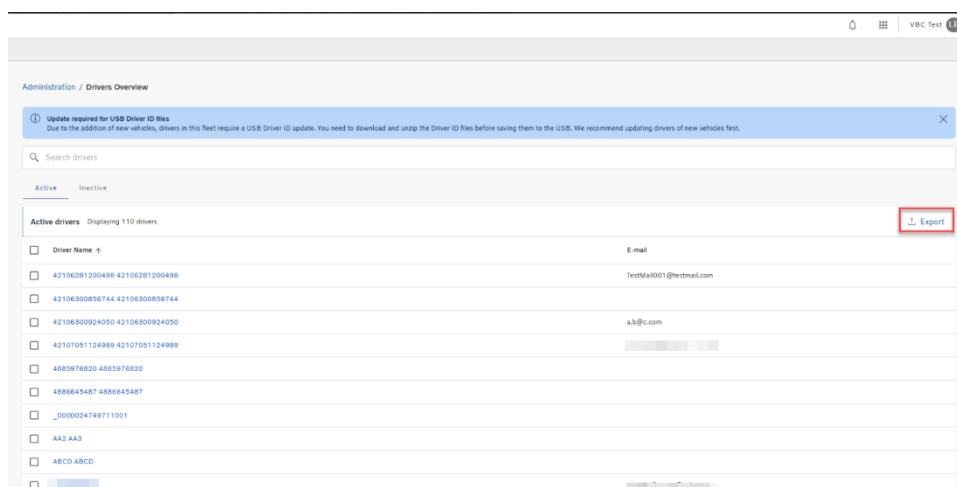 VBC Test
Administration / Drivers Overview
Update required for USB Driver ID files
Due to the addition of new vehicles, drivers in this fleet require a USB Driver ID update. You need to download and unzip the Driver ID files before saving them to the USB. We recommend updating drivers of new vehicles first.
Search drivers
Active Inactive
Active drivers Displaying 110 drivers Export
Driver Name ↑ E-mail
42106281200498 42106281200498 TestMail001@testmail.com
42106300856744 42106300856744
42106300924050 42106300924050 a.b@c.com
42107051124989 42107051124989
4885976820 4885976820
4886645487 4886645487
_0000024749711001
AA2 AA3
ABCD ABCD